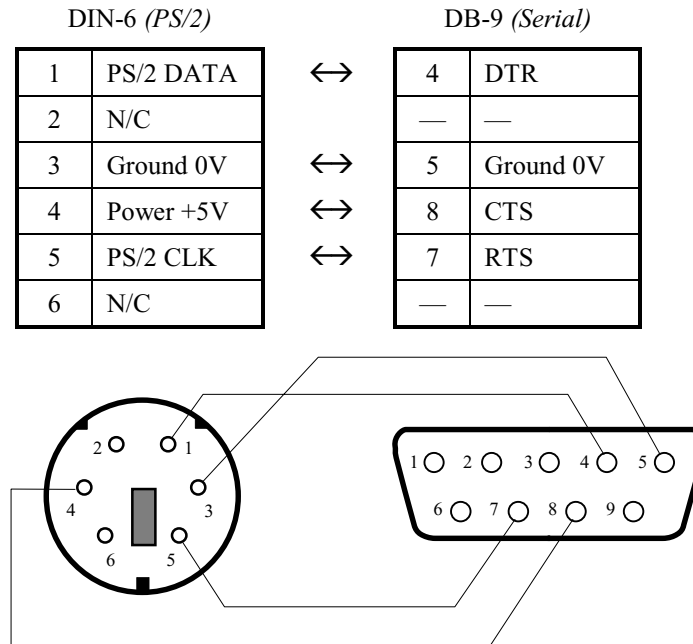 DIN-6 (PS/2) DB-9 (Serial)
1 PS/2 DATA ↔ 4 DTR
2 N/C — —
3 Ground 0V ↔ 5 Ground 0V
4 Power +5V ↔ 8 CTS
5 PS/2 CLK ↔ 7 RTS
6 N/C — —
2 1
4 3
6 5
1 2 3 4 5
6 7 8 9